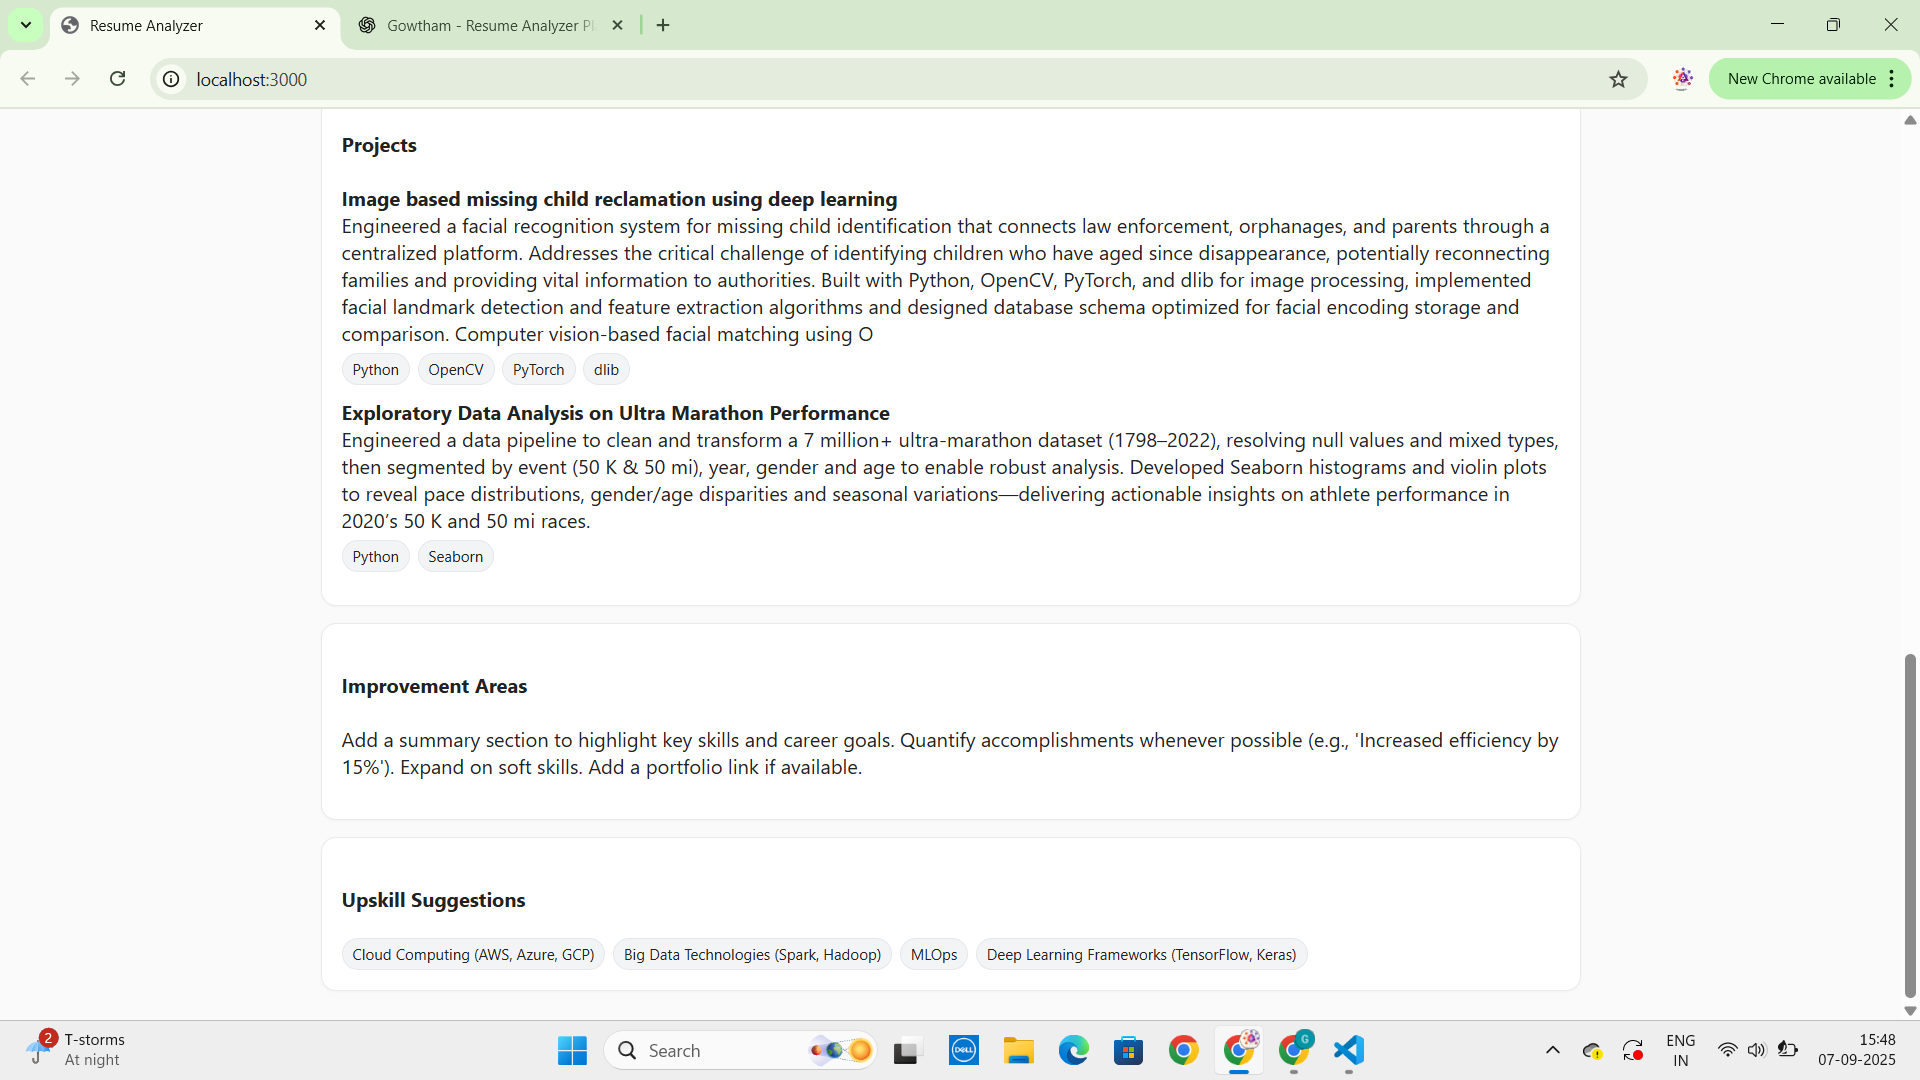 Resume Analyzer
Gowtham - Resume Analyzer Pl
localhost:3000
New Chrome available
Projects
Image based missing child reclamation using deep learning
Engineered a facial recognition system for missing child identification that connects law enforcement, orphanages, and parents through a
centralized platform. Addresses the critical challenge of identifying children who have aged since disappearance, potentially reconnecting
families and providing vital information to authorities. Built with Python, OpenCV, PyTorch, and dlib for image processing, implemented
facial landmark detection and feature extraction algorithms and designed database schema optimized for facial encoding storage and
comparison. Computer vision-based facial matching using O
Python OpenCV PyTorch dlib
Exploratory Data Analysis on Ultra Marathon Performance
Engineered a data pipeline to clean and transform a 7 million+ ultra-marathon dataset (1798–2022), resolving null values and mixed types,
then segmented by event (50 K & 50 mi), year, gender and age to enable robust analysis. Developed Seaborn histograms and violin plots
to reveal pace distributions, gender/age disparities and seasonal variations—delivering actionable insights on athlete performance in
2020’s 50 K and 50 mi races.
Python Seaborn
Improvement Areas
Add a summary section to highlight key skills and career goals. Quantify accomplishments whenever possible (e.g., 'Increased efficiency by
15%'). Expand on soft skills. Add a portfolio link if available.
Upskill Suggestions
Cloud Computing (AWS, Azure, GCP) Big Data Technologies (Spark, Hadoop) MLOps Deep Learning Frameworks (TensorFlow, Keras)
2
T-storms
At night
Search
DELL
G
ENG
IN
15:48
07-09-2025